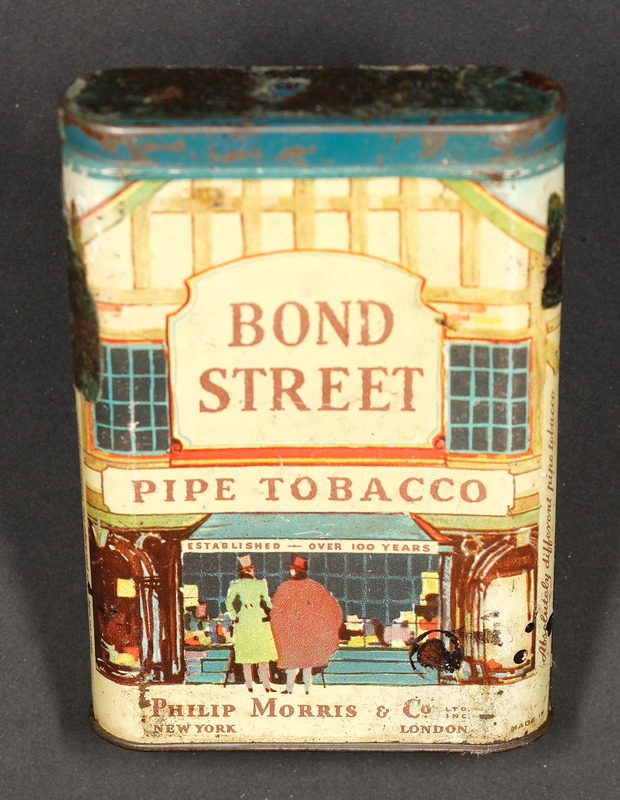 BOND
STREET
PIPE TOBACCO
ESTABLISHED — OVER 100 YEARS
PHILIP MORRIS & CO LTD. INC.
NEW YORK LONDON
Absolutely different pipe tobacco
MADE